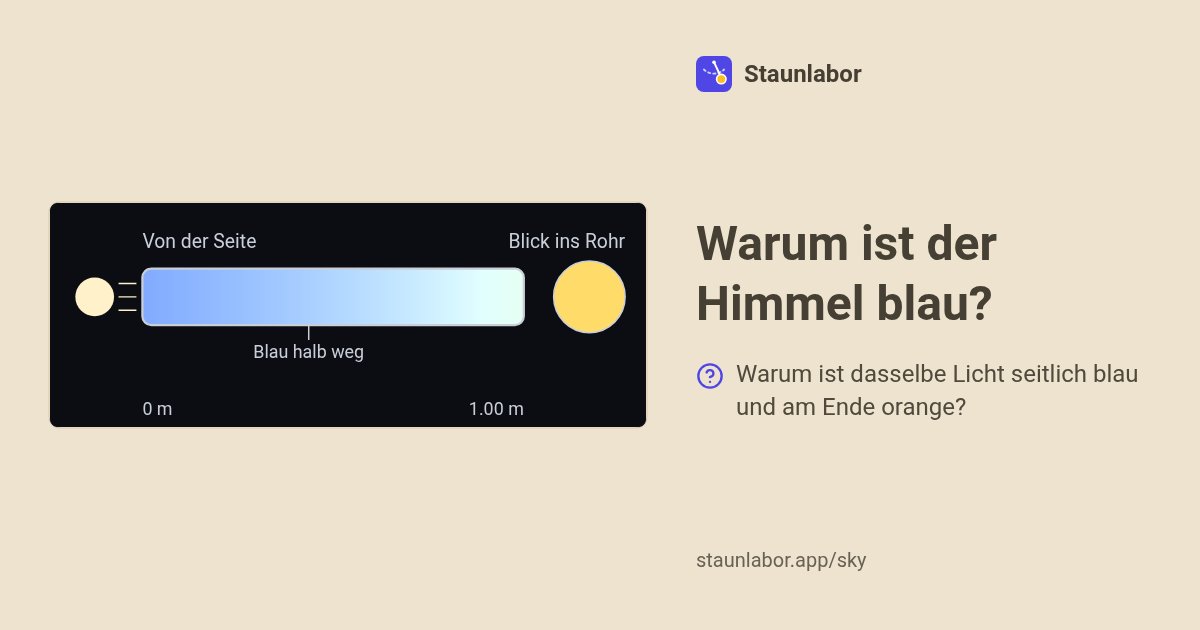 Staunlabor
Von der Seite
Blick ins Rohr
Blau halb weg
0 m
1.00 m
Warum ist der
Himmel blau?
Warum ist dasselbe Licht seitlich blau
und am Ende orange?
staunlabor.app/sky